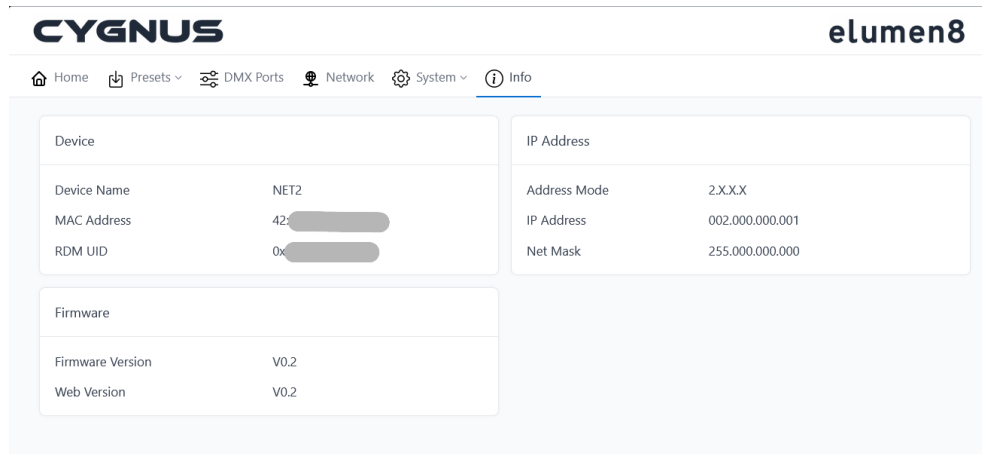 CYGNUS
elumen8
Home Presets DMX Ports Network System Info
Device
Device Name NET2
MAC Address 42:
RDM UID 0x
IP Address
Address Mode 2.X.X.X
IP Address 002.000.000.001
Net Mask 255.000.000.000
Firmware
Firmware Version V0.2
Web Version V0.2